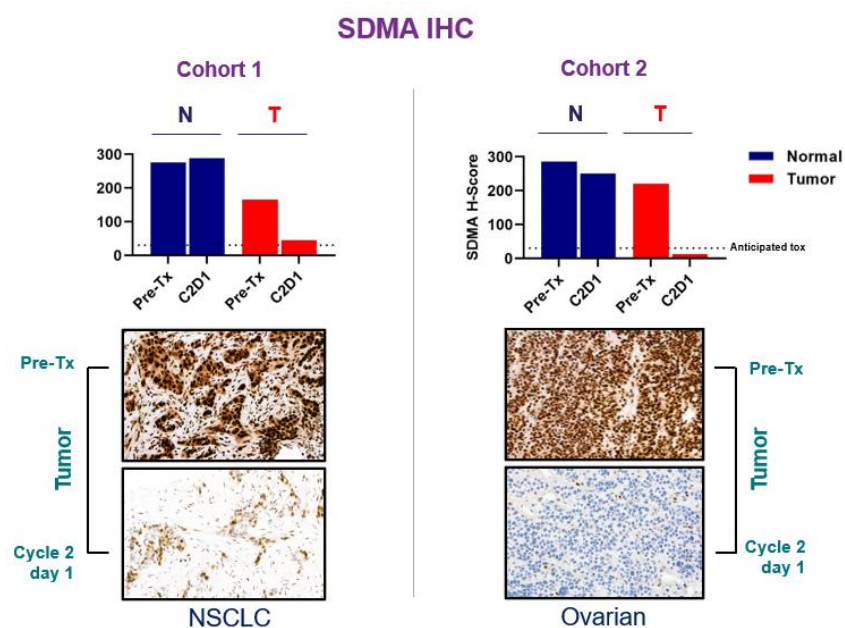 SDMA IHC
Cohort 1
N T
300
200
100
0
Pre-Tx C2D1 Pre-Tx C2D1
Pre-Tx
Tumor
Cycle 2
day 1
NSCLC
Cohort 2
N T
SDMA H-Score
300
200
100
0
Normal
Tumor
Anticipated tox
Pre-Tx C2D1 Pre-Tx C2D1
Pre-Tx
Tumor
Cycle 2
day 1
Ovarian